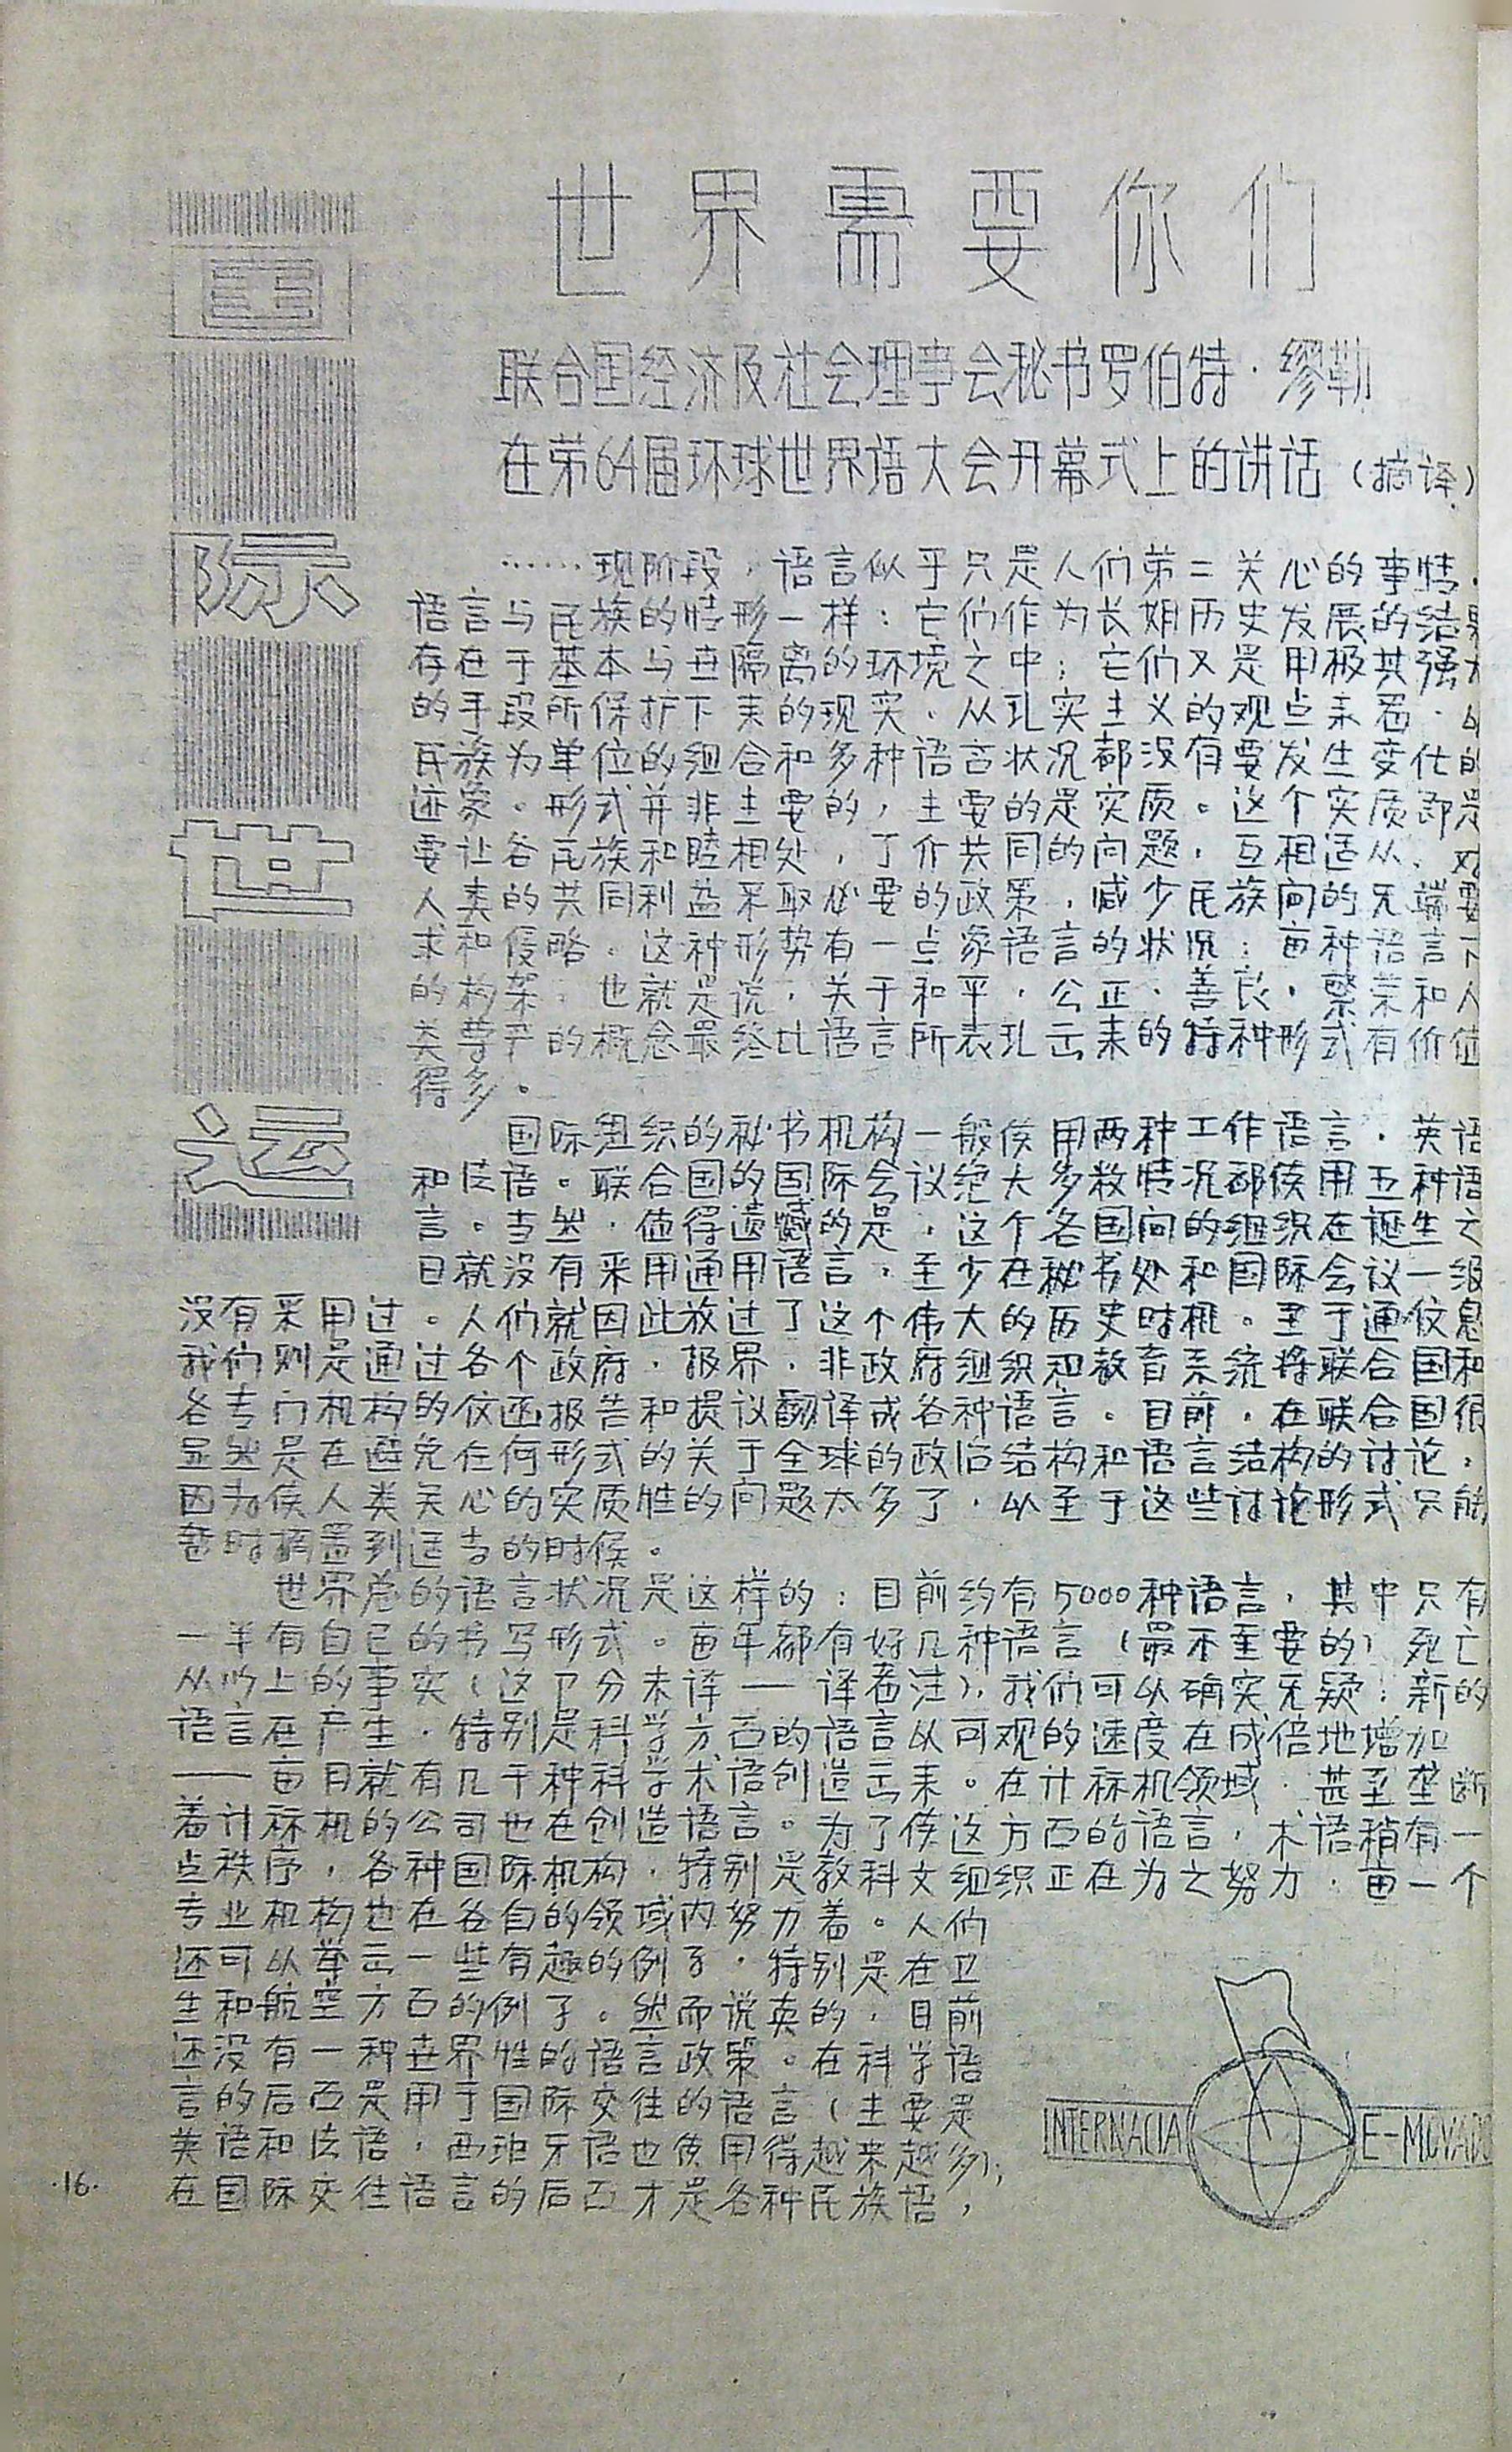 世界需要你们
联合国经济及社会理事会秘书罗伯特·缪勒
在第64届环球世界语大会开幕式上的讲话（摘译）
国际世运
……现阶段，语言似乎只是人们第二关心的事情.
语言与民族的情形一样：它们作为长期历史发展的结果
存在于基本与世隔离的环境之中；它们又是用极其强大
的手段所保护下来的现实.从现实主义的观点来看.以
民族为单位的组合和多种语言状况都没有要发生变化的
迹象。形式并非主要的，主要的是实质。这个实质即是
要让各民族和睦相处，了解共同的问题，互相适从.对
人类的共同利益采取必要的政策，减少民族间的无端要
求和侵略。这种形势有一点象语言的状况：每种语言下
的构架.也就是说，关于和平，公正、善良，繁荣和人
类尊严的概念最终比语言所表现出来的特种形式有价值
得多。
国际组织的秘书机构一般使用两种工作语言.英语
和法语。联合国的国际会议绝大多数情况都使用五种语
言。当然，值得遗憾的是，这个各国间的组织在诞生之
日就没有采用通用语言，至少在秘书处和国际会议一级
没有采用过。人们就因此放过了这个伟大的历史时机。至于通信息
我们则是通过各个政府，报界，非政府组织和教育系统将联合国和
各专门机构的信函报告和提议翻译成各种语言。目前，在联合国很
显然是在避免任何形式的关于全球的政治结构和语言结构的讨论，
因为使人类关心的实质性的问题太多了，以至于这些讨论形式只能
暂时搁置到适当的时候。
世界总的语言状况是这样的：目前约有5000种语言，其中只有
一半有自己的书写形式。每年都有好几种语言（最不重要的）死亡
从以上的事实（这部分未译——译者注），我们可以确实无疑：新的
语言在产生，特别是科学方面的语言以可观的速度在成倍地增加
——每月就有几千种科学术语创造出来。在计标机领域.甚至垄断
着计标机的公司也在创造语言。为了使这方面的语言，术语稍有一
点秩序，各种国际机构，特别是教科文组织正在为之努力，每一个
专业机构也在各自的领域内努力着。人们
还可以举出一些有趣的例子，特别是在卫
生和航空方面的例子。然而说真的，目前
还没有一种世界性的语言政策。在科学语
言的后面是用于国际交往的语言（主要是
英语和法语，西班牙语也使用得越来越多）；
在国际交往语言的后面才是各种民族语，
INTERNACIA E-MOVADO
·16·